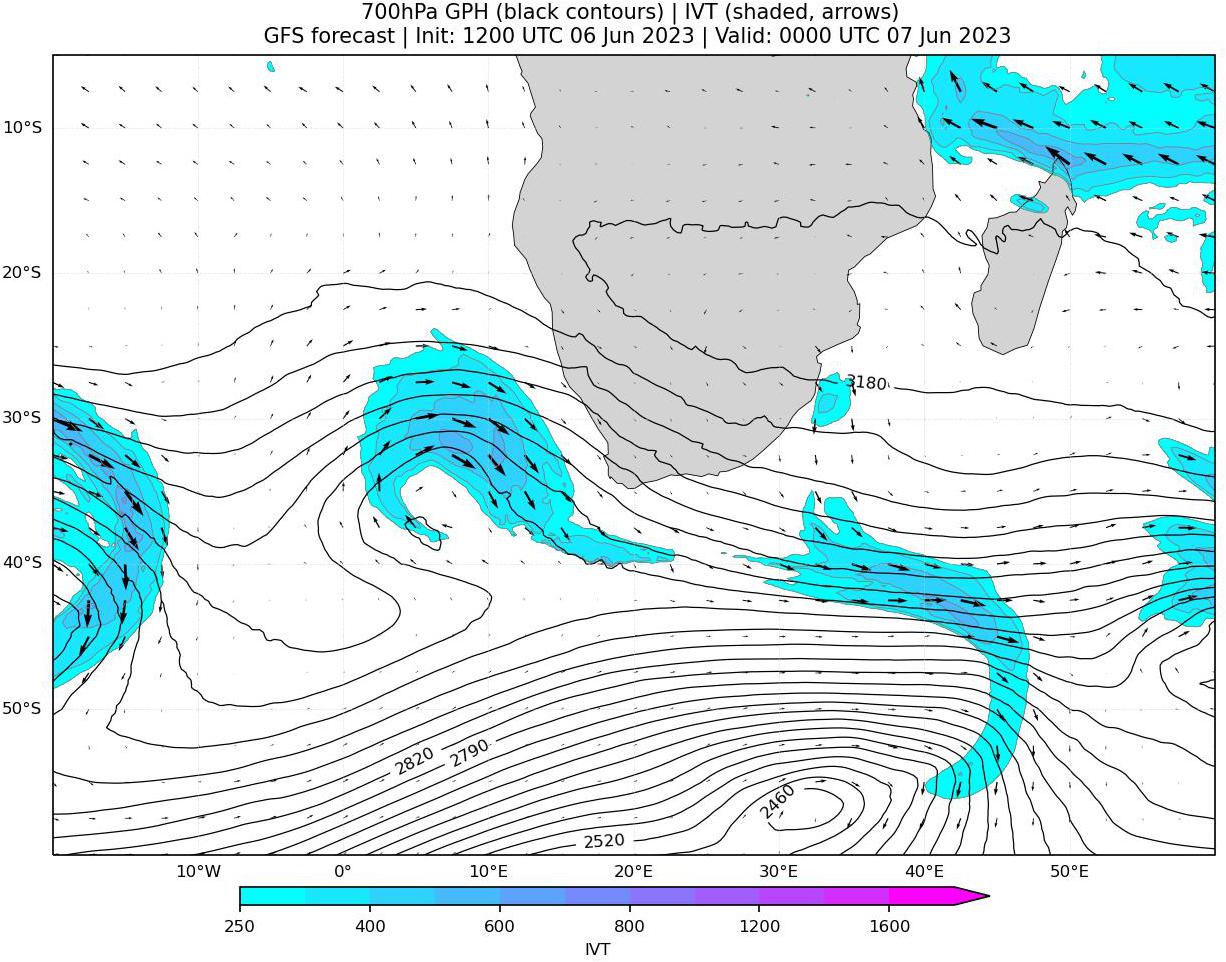 700hPa GPH (black contours) | IVT (shaded, arrows)
GFS forecast | Init: 1200 UTC 06 Jun 2023 | Valid: 0000 UTC 07 Jun 2023
10°S
20°S
3180
30°S
40°S
50°S
2820
2790
2460
2520
10°W 0° 10°E 20°E 30°E 40°E 50°E
250 400 600 800 1200 1600
IVT